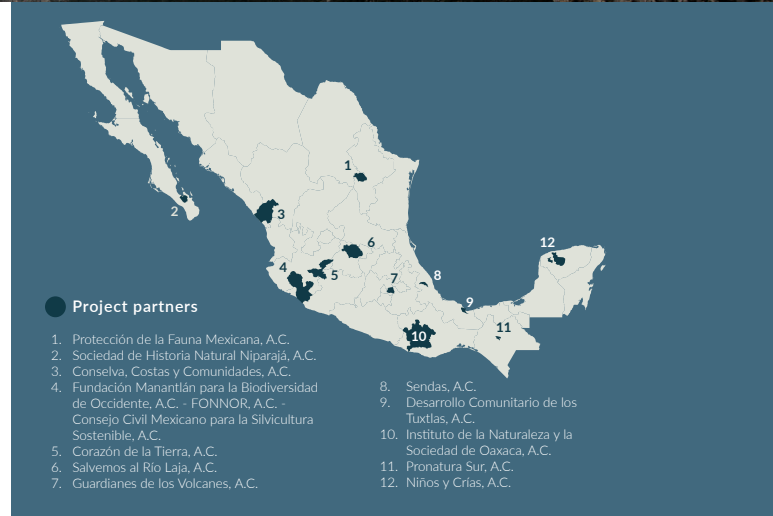 1
2
3
4
5
6
7
8
9
10
11
12
Project partners
1. Protección de la Fauna Mexicana, A.C.
2. Sociedad de Historia Natural Niparajá, A.C.
3. Conselva, Costas y Comunidades, A.C.
4. Fundación Manantlán para la Biodiversidad
de Occidente, A.C. - FONNOR, A.C. -
Consejo Civil Mexicano para la Silvicultura
Sostenible, A.C.
5. Corazón de la Tierra, A.C.
6. Salvemos al Río Laja, A.C.
7. Guardianes de los Volcanes, A.C.
8. Sendas, A.C.
9. Desarrollo Comunitario de los
Tuxtlas, A.C.
10. Instituto de la Naturaleza y la
Sociedad de Oaxaca, A.C.
11. Pronatura Sur, A.C.
12. Niños y Crías, A.C.